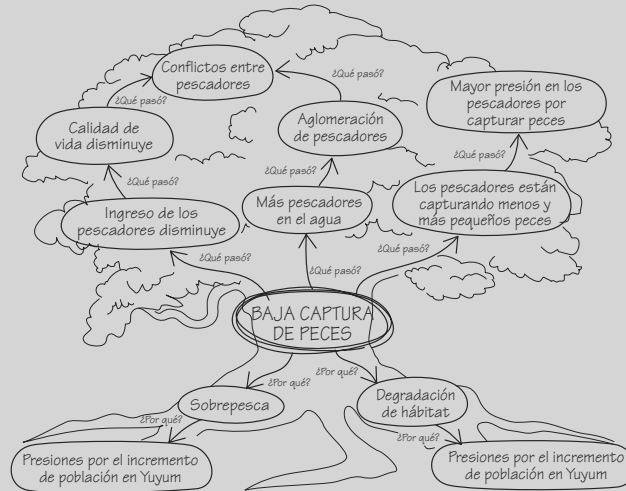 Conflictos entre
pescadores
¿Qué pasó?
¿Qué pasó?
Mayor presión en los
pescadores por
capturar peces
Calidad de
vida disminuye
Aglomeración
de pescadores
¿Qué pasó?
¿Qué pasó?
¿Qué pasó?
Ingreso de los
pescadores disminuye
Más pescadores
en el agua
Los pescadores están
capturando menos y
más pequeños peces
¿Qué pasó?
¿Qué pasó?
¿Qué pasó?
BAJA CAPTURA
DE PECES
¿Por qué?
¿Por qué?
Sobrepesca
Degradación
de hábitat
¿Por qué?
¿Por qué?
Presiones por el incremento
de población en Yuyum
Presiones por el incremento
de población en Yuyum